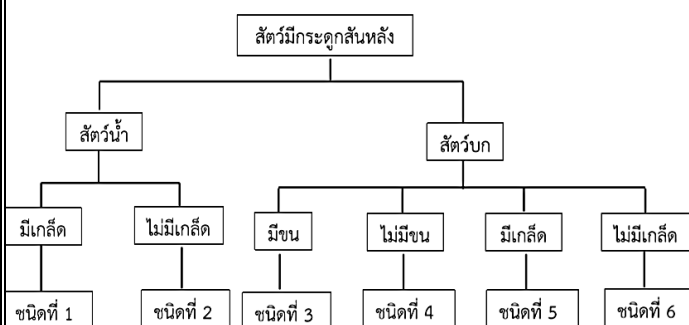 สัตว์มีกระดูกสันหลัง
สัตว์น้ำ
สัตว์บก
มีเกล็ด
ไม่มีเกล็ด
มีขน
ไม่มีขน
มีเกล็ด
ไม่มีเกล็ด
ชนิดที่ 1
ชนิดที่ 2
ชนิดที่ 3
ชนิดที่ 4
ชนิดที่ 5
ชนิดที่ 6